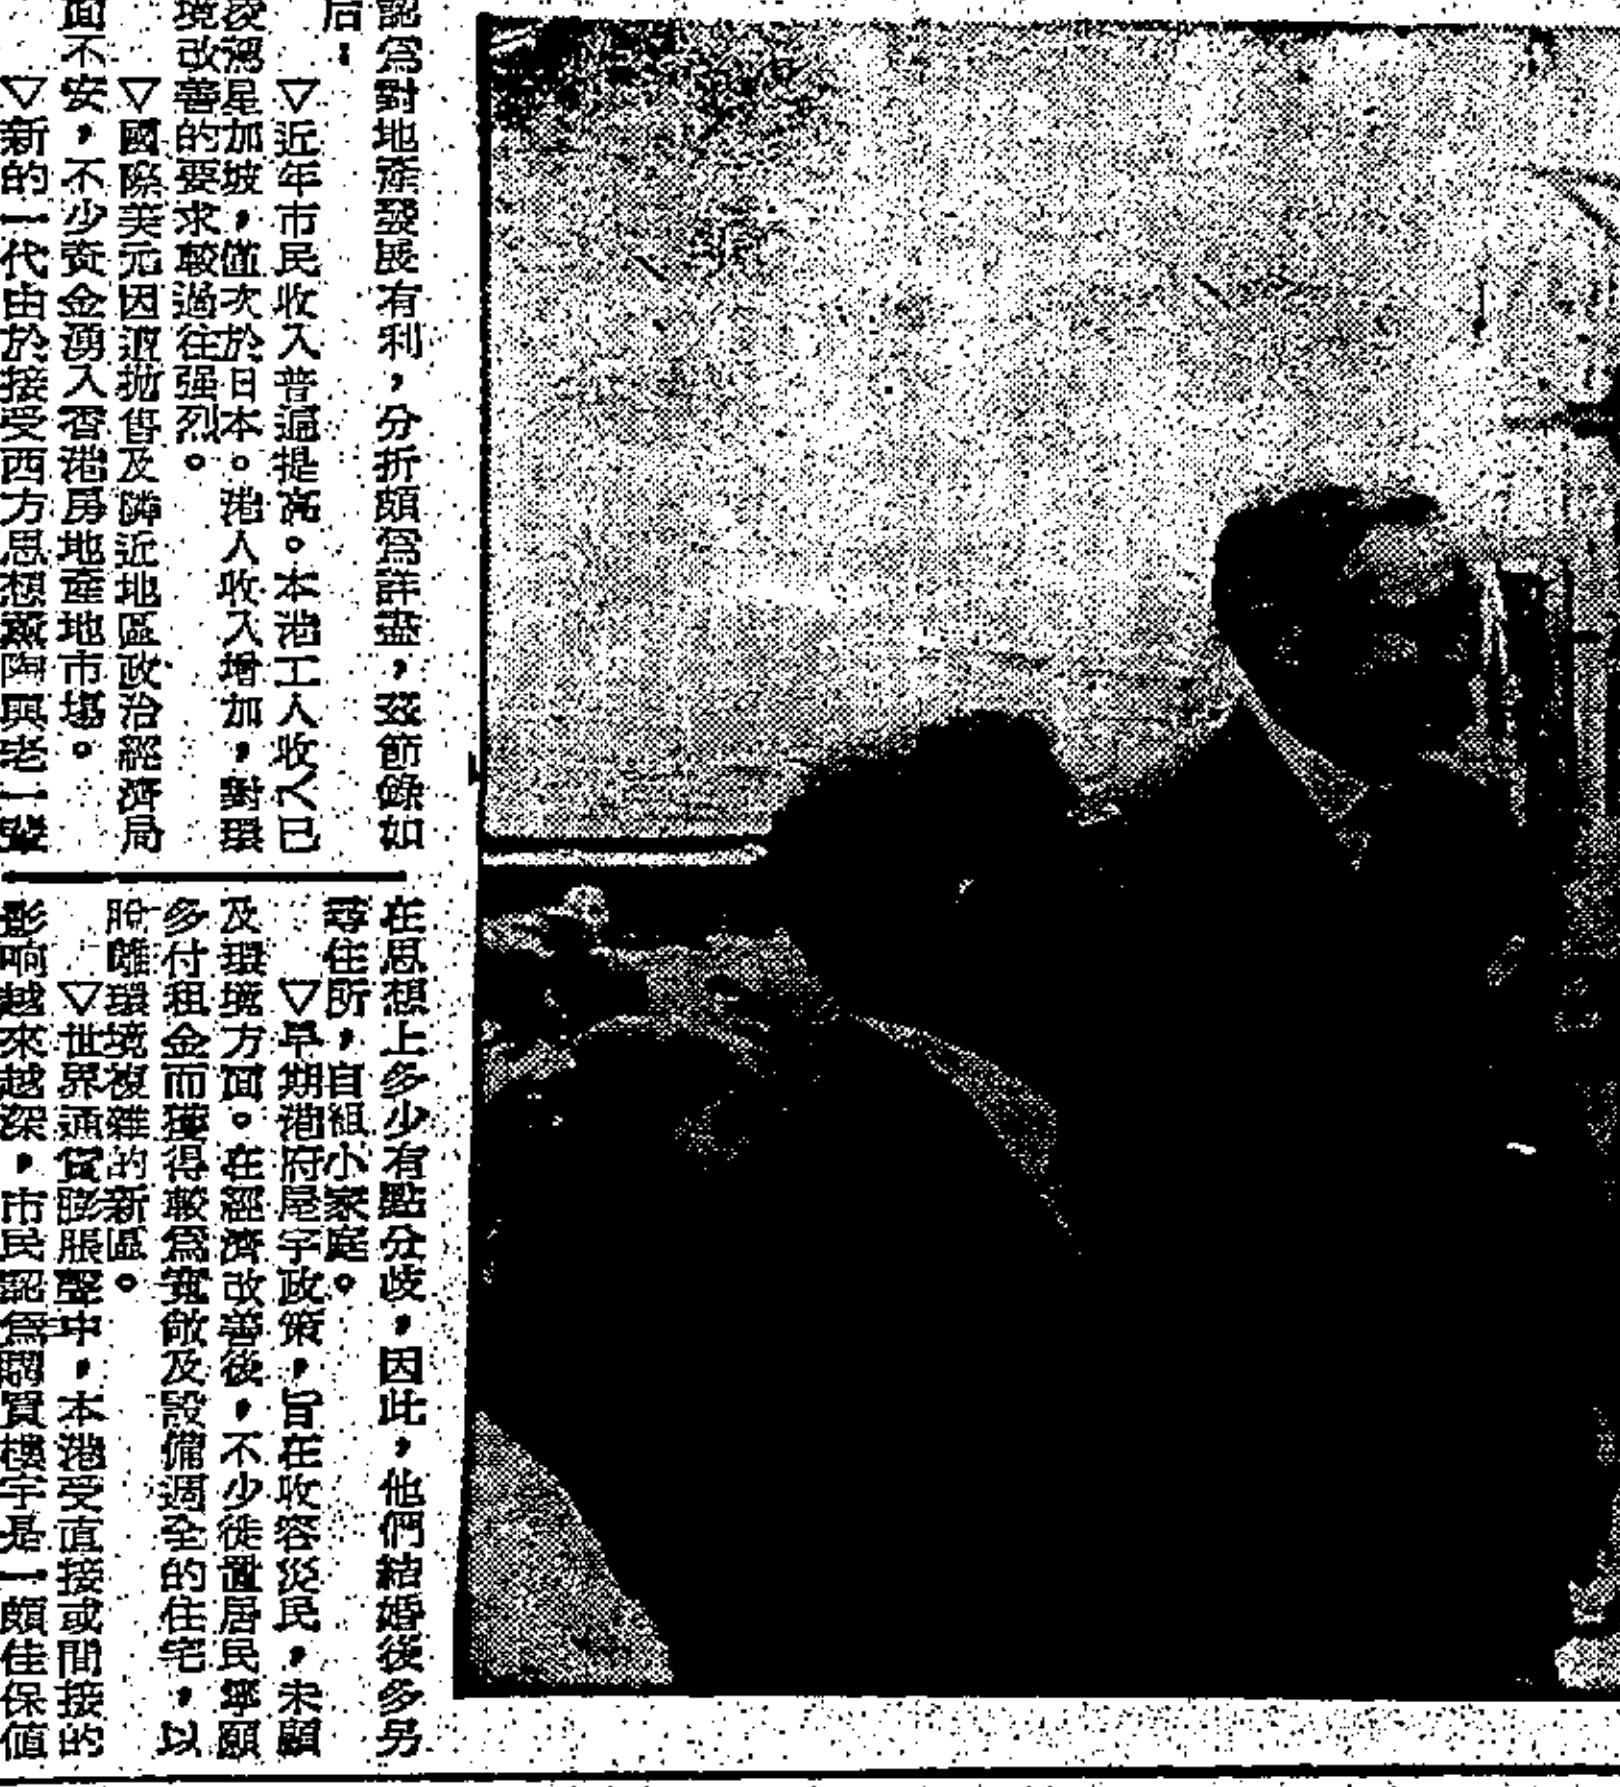 認爲對地產發展有利，分折頗爲詳盡，茲節錄如
后：
▽近年市民收入普遍提高。本港工人收入已
凌駕星加坡，僅次於日本。港人收入增加，對環
境改善的要求較過往强烈。
▽國際美元因遭拋售及隣近地區政治經濟局
面不安，不少資金湧入香港房地產地市塲。
▽新的一代由於接受西方思想薰陶與老一輩
在思想上多少有點分歧，因此，他們結婚後多另
尋住所，自組小家庭。
▽早期港府屋宇政策，旨在收容災民，未顧
及環境方面。在經濟改善後，不少徙置居民寧願
多付租金而獲得較爲寬敞及設備週全的住宅，以
脫離環境複雜的新區。
▽世界通貨膨脹聲中，本港受直接或間接的
影响越來越深，市民認爲購買樓宇是一頗佳保值